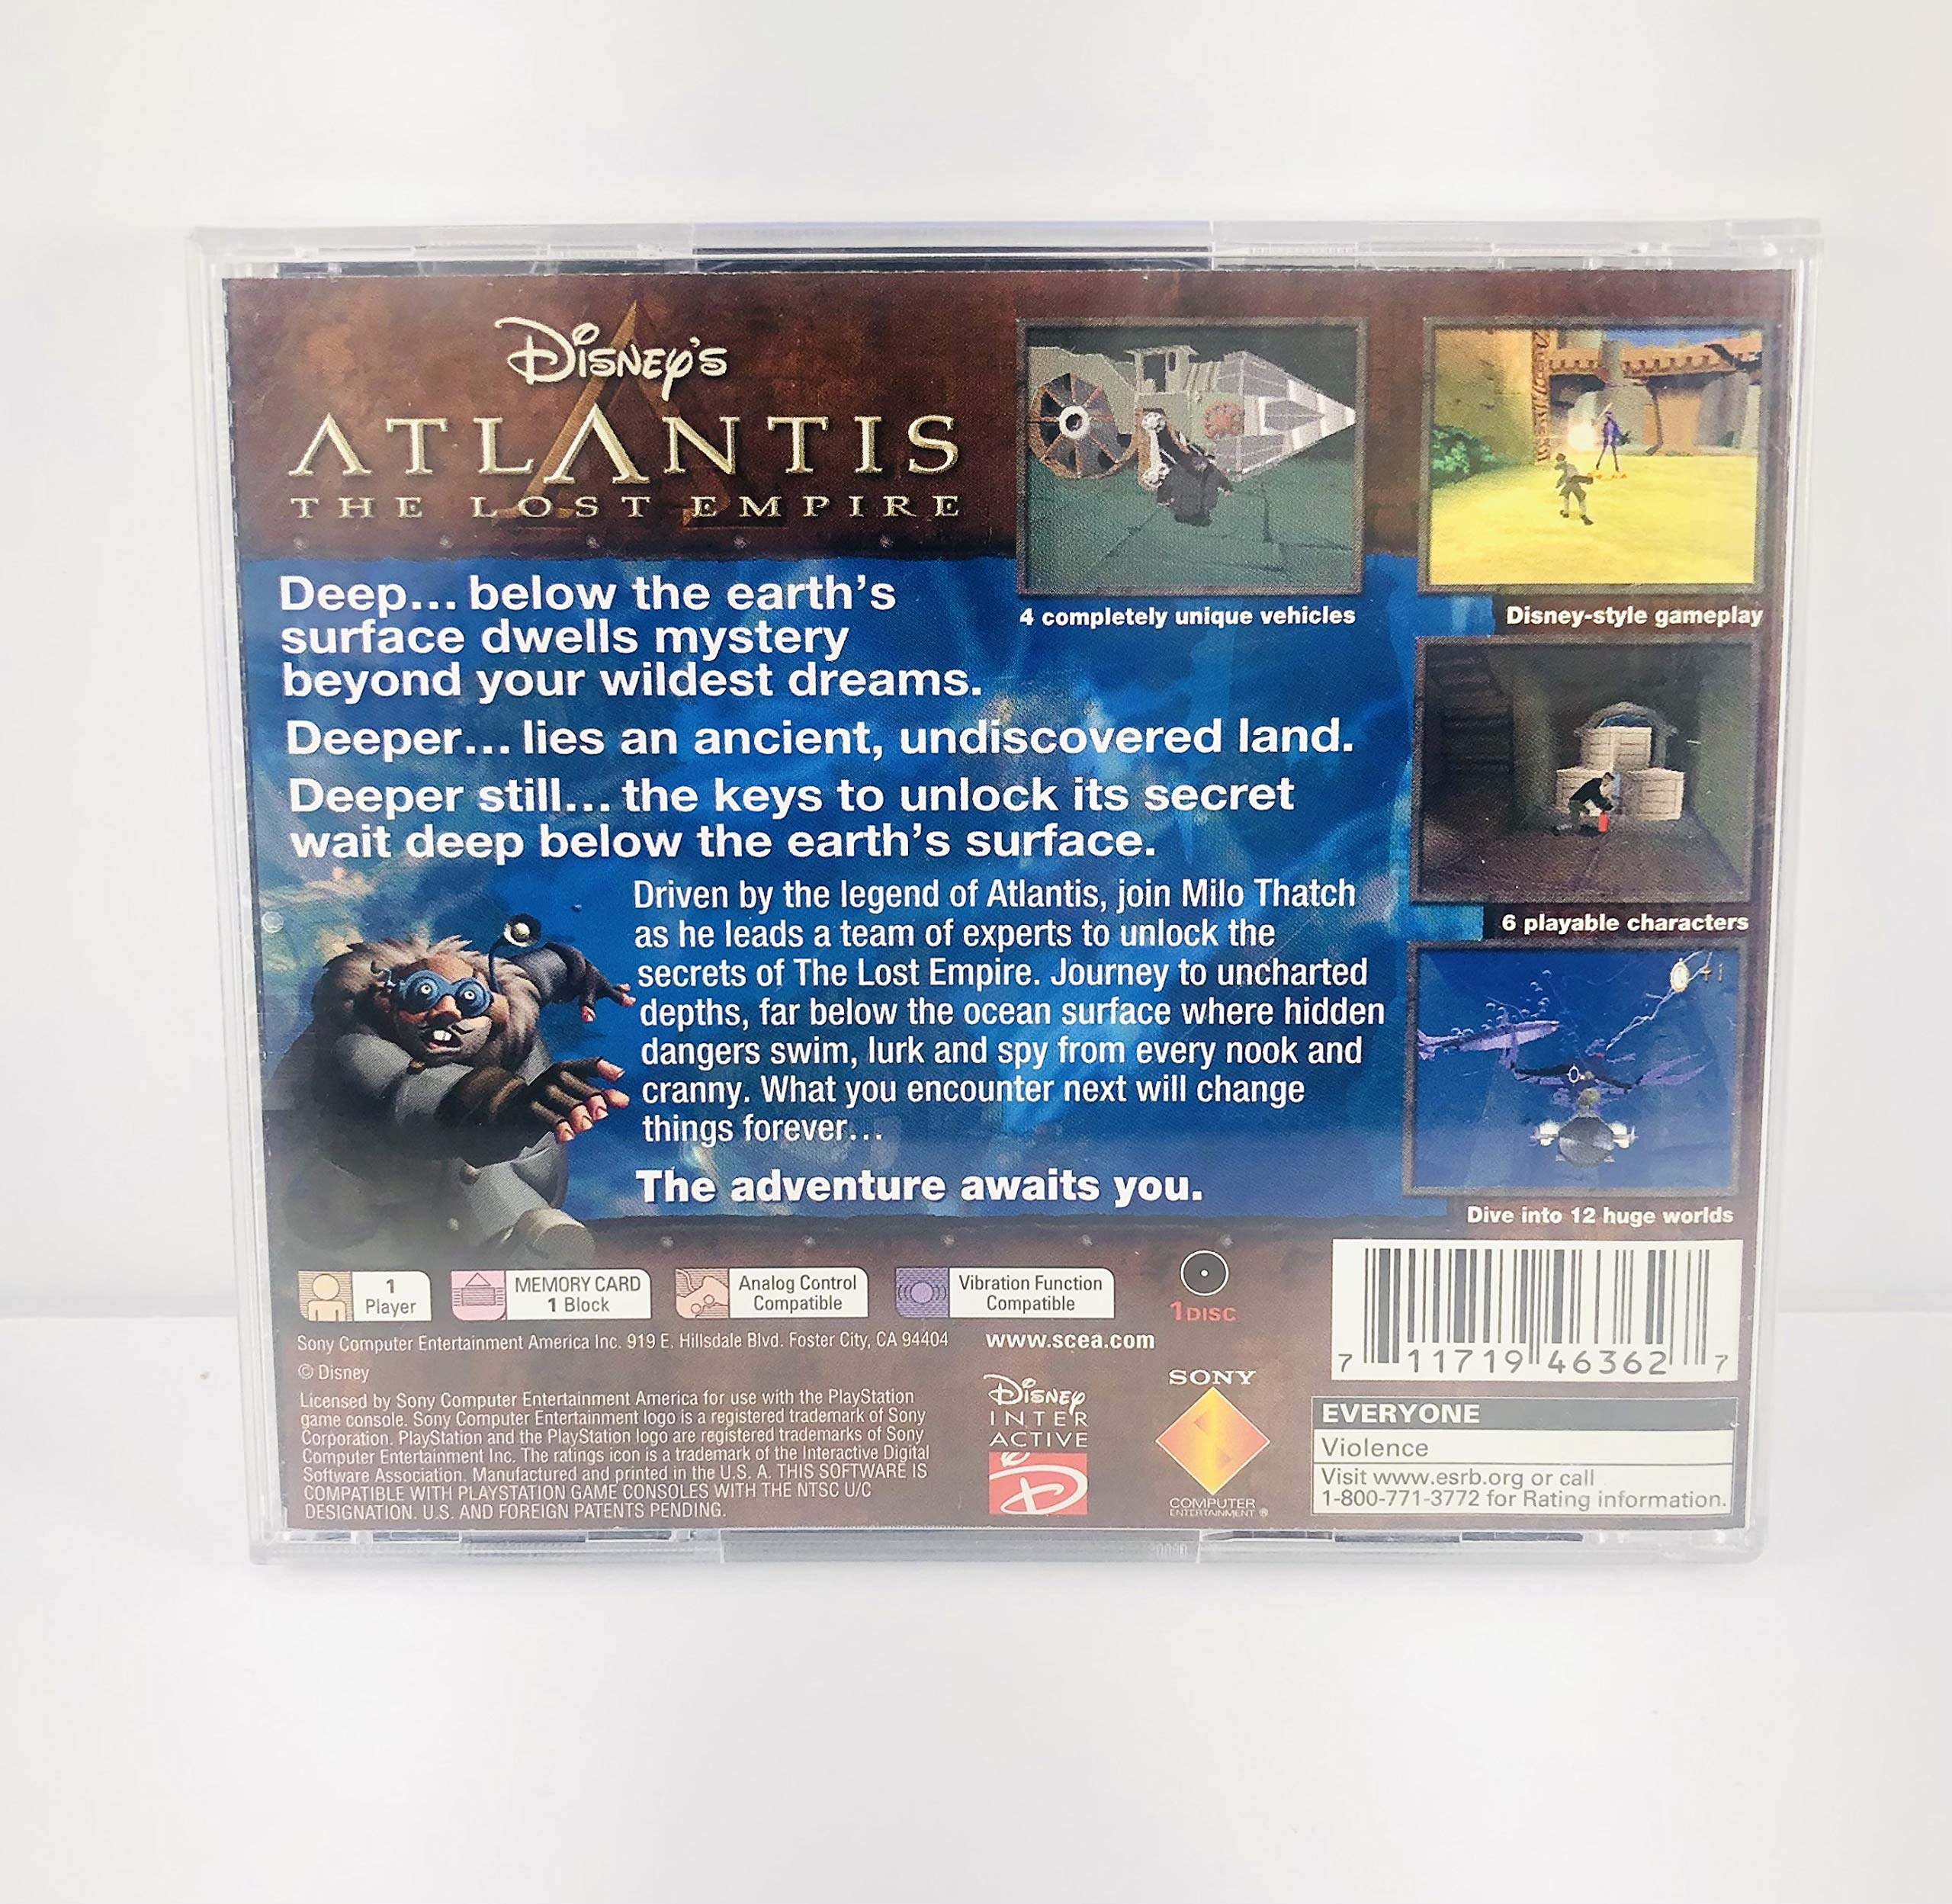 Disney's
ATLANTIS
THE LOST EMPIRE
Deep... below the earth's
surface dwells mystery
beyond your wildest dreams.
Deeper... lies an ancient, undiscovered land.
Deeper still... the keys to unlock its secret
wait deep below the earth's surface.
Driven by the legend of Atlantis, join Milo Thatch
as he leads a team of experts to unlock the
secrets of The Lost Empire. Journey to uncharted
depths, far below the ocean surface where hidden
dangers swim, lurk and spy from every nook and
cranny. What you encounter next will change
things forever...
The adventure awaits you.
4 completely unique vehicles
Disney-style gameplay
6 playable characters
Dive into 12 huge worlds
1
Player
MEMORY CARD
1 Block
Analog Control
Compatible
Vibration Function
Compatible
1 DISC
Sony Computer Entertainment America Inc. 919 E. Hillsdale Blvd. Foster City, CA 94404
www.scea.com
© Disney
Licensed by Sony Computer Entertainment America for use with the PlayStation
game console. Sony Computer Entertainment logo is a registered trademark of Sony
Corporation. PlayStation and the PlayStation logo are registered trademarks of Sony
Computer Entertainment Inc. The ratings icon is a trademark of the Interactive Digital
Software Association. Manufactured and printed in the U.S. A. THIS SOFTWARE IS
COMPATIBLE WITH PLAYSTATION GAME CONSOLES WITH THE NTSC U/C
DESIGNATION. U.S. AND FOREIGN PATENTS PENDING.
Disney
INTER
ACTIVE
D
SONY
COMPUTER
ENTERTAINMENT ®
7 11719 46362 7
EVERYONE
Violence
Visit www.esrb.org or call
1-800-771-3772 for Rating information.